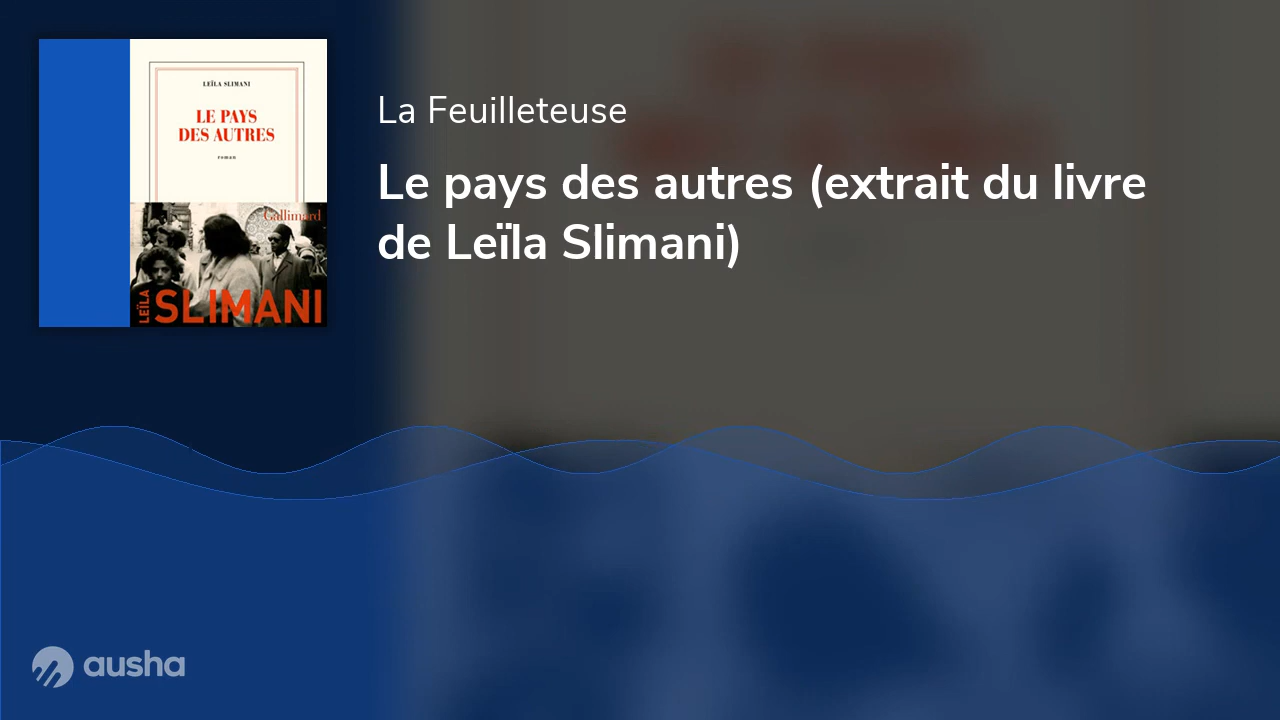 LEÏLA SLIMANI
LE PAYS
DES AUTRES
roman
Gallimard
LEÏLA
SLIMANI
La Feuilleteuse
Le pays des autres (extrait du livre
de Leïla Slimani)
ausha